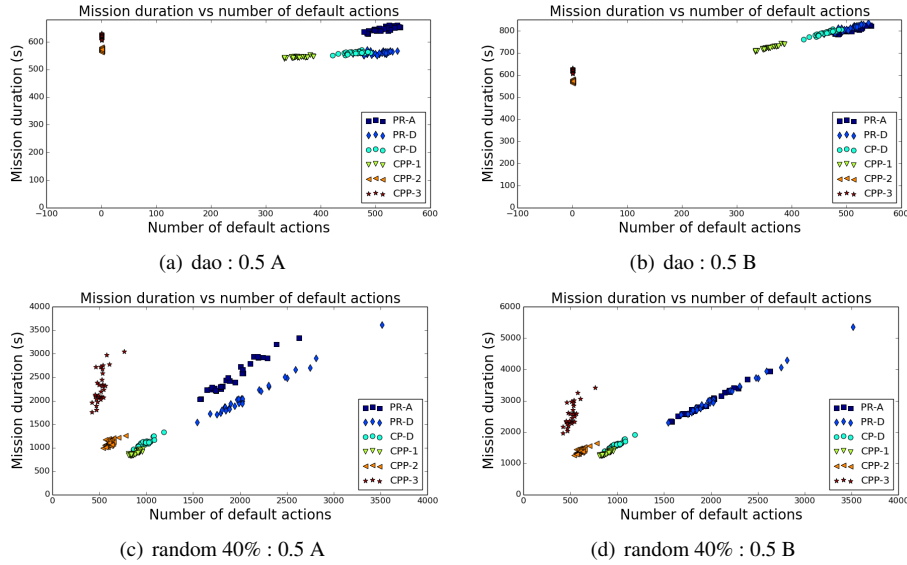 Mission duration vs number of default actions
Mission duration (s)
600
500
400
300
200
100
0
−100
0
100
200
300
400
500
600
Number of default actions
PR-A
PR-D
CP-D
CPP-1
CPP-2
CPP-3
(a) dao : 0.5 A
Mission duration vs number of default actions
Mission duration (s)
800
700
600
500
400
300
200
100
0
−100
0
100
200
300
400
500
600
Number of default actions
PR-A
PR-D
CP-D
CPP-1
CPP-2
CPP-3
(b) dao : 0.5 B
Mission duration vs number of default actions
Mission duration (s)
4000
3500
3000
2500
2000
1500
1000
500
0
0
500
1000
1500
2000
2500
3000
3500
4000
Number of default actions
PR-A
PR-D
CP-D
CPP-1
CPP-2
CPP-3
(c) random 40% : 0.5 A
Mission duration vs number of default actions
Mission duration (s)
6000
5000
4000
3000
2000
1000
0
0
500
1000
1500
2000
2500
3000
3500
4000
Number of default actions
PR-A
PR-D
CP-D
CPP-1
CPP-2
CPP-3
(d) random 40% : 0.5 B